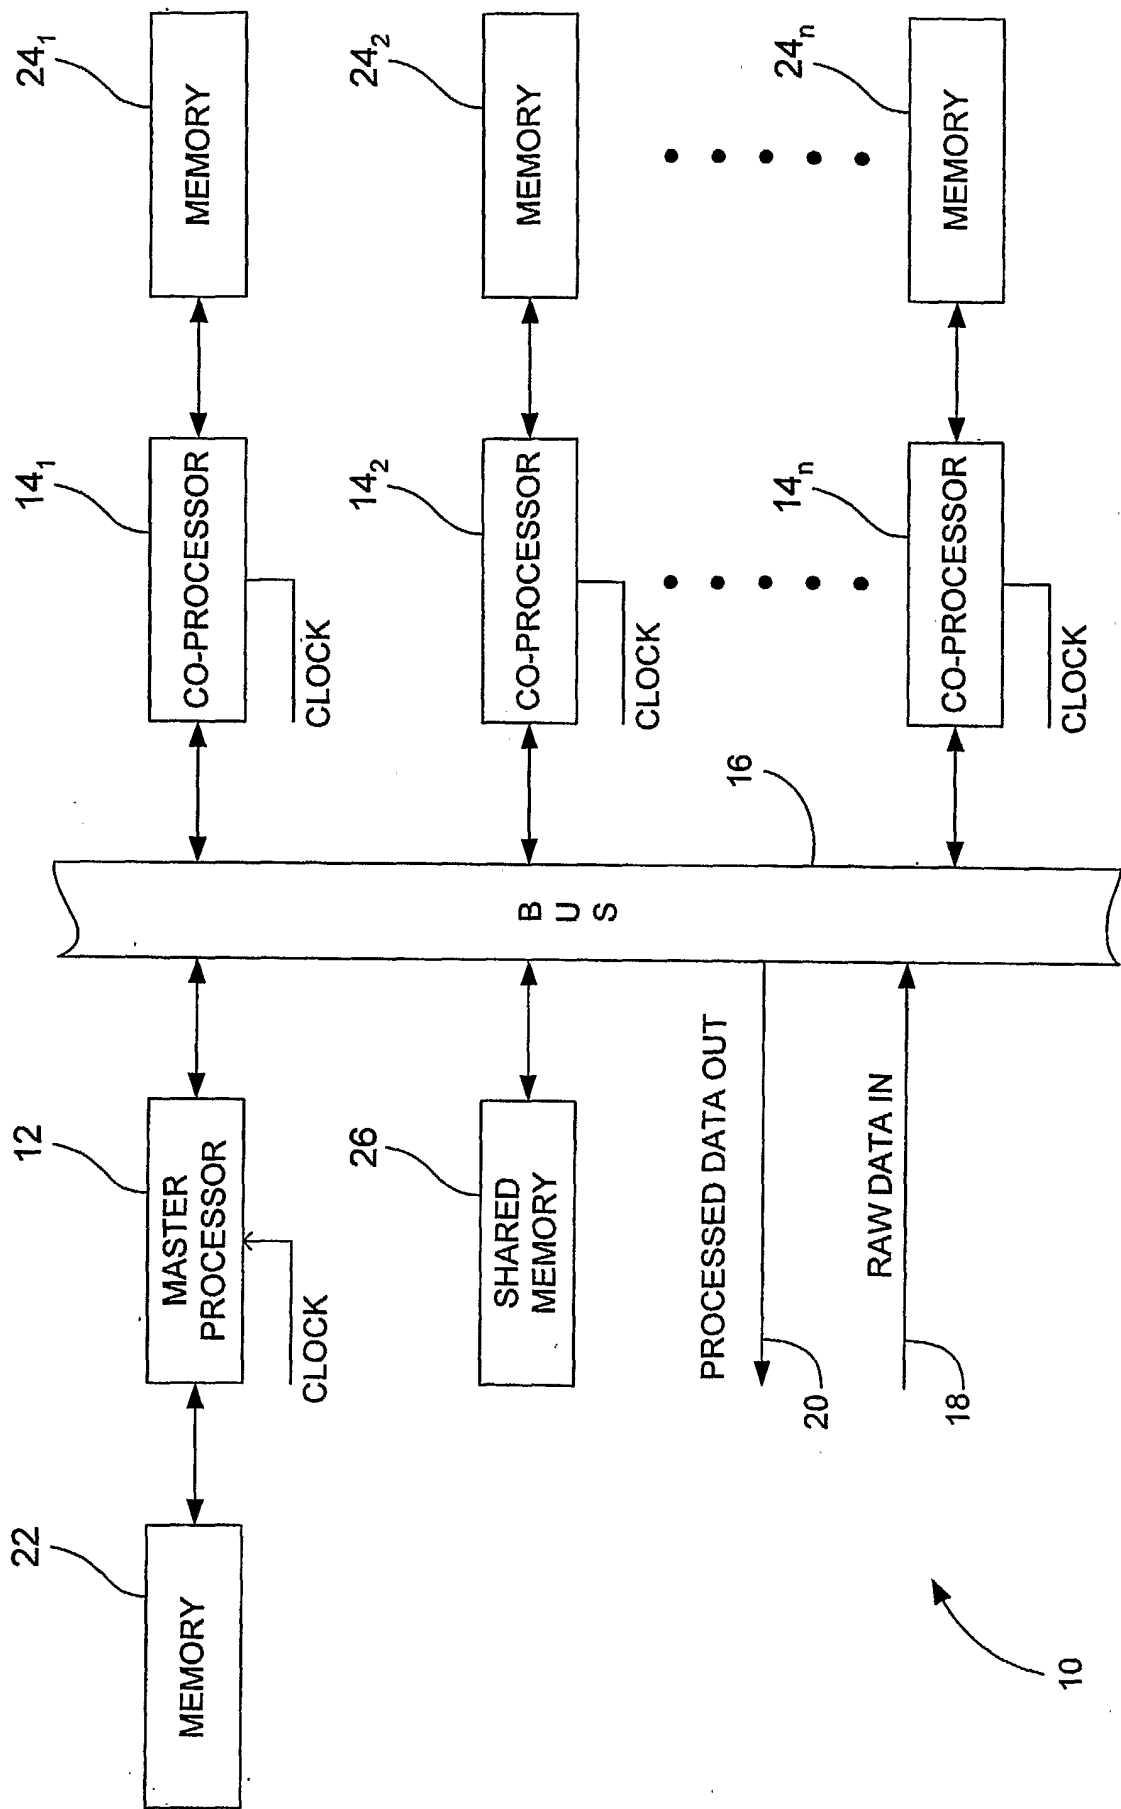 22
MEMORY
12
MASTER
PROCESSOR
CLOCK
14₁
CO-PROCESSOR
CLOCK
24₁
MEMORY
26
SHARED
MEMORY
B
U
S
14₂
CO-PROCESSOR
CLOCK
24₂
MEMORY
PROCESSED DATA OUT
20
16
RAW DATA IN
18
14ₙ
CO-PROCESSOR
CLOCK
24ₙ
MEMORY
10